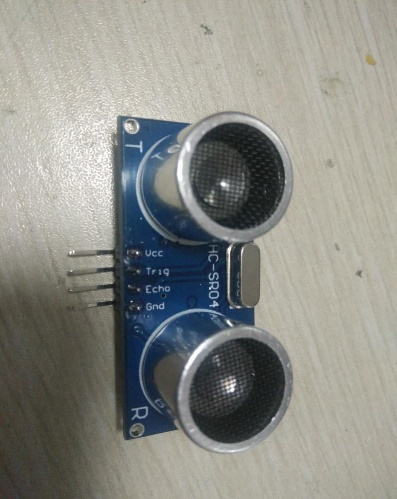 T
Vcc
Trig
Echo
Gnd
HC-SR04
R